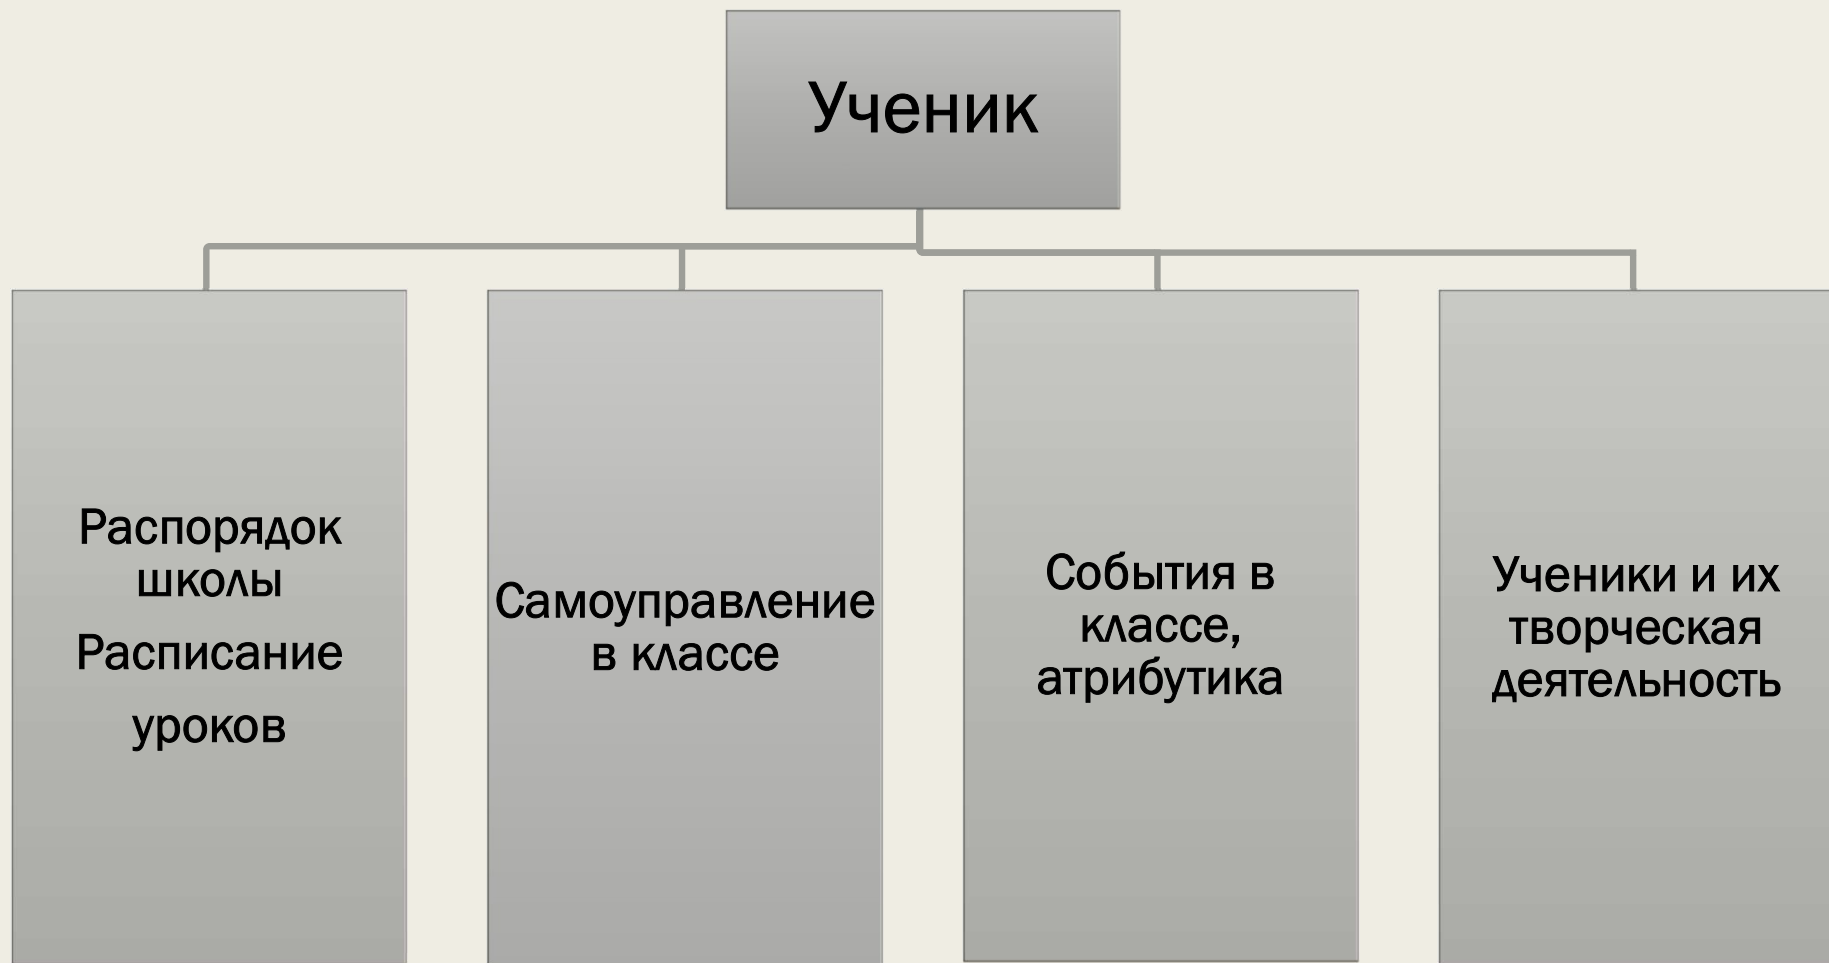 Ученик
Распорядок
школы
Расписание
уроков
Самоуправление
в классе
События в
классе,
атрибутика
Ученики и их
творческая
деятельность